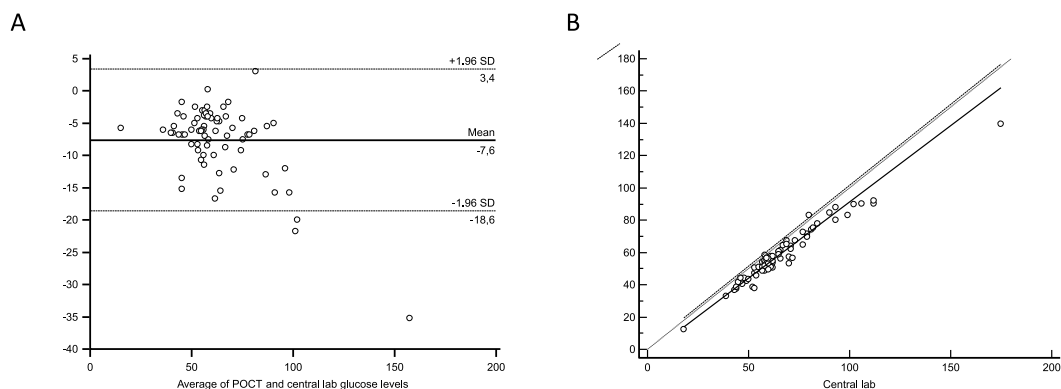 A
5
0
-5
-10
-15
-20
-25
-30
-35
-40
+1.96 SD
3,4
Mean
-7,6
-1.96 SD
-18,6
0 50 100 150 200
Average of POCT and central lab glucose levels
B
180
160
140
120
100
80
60
40
20
0
0 50 100 150 200
Central lab